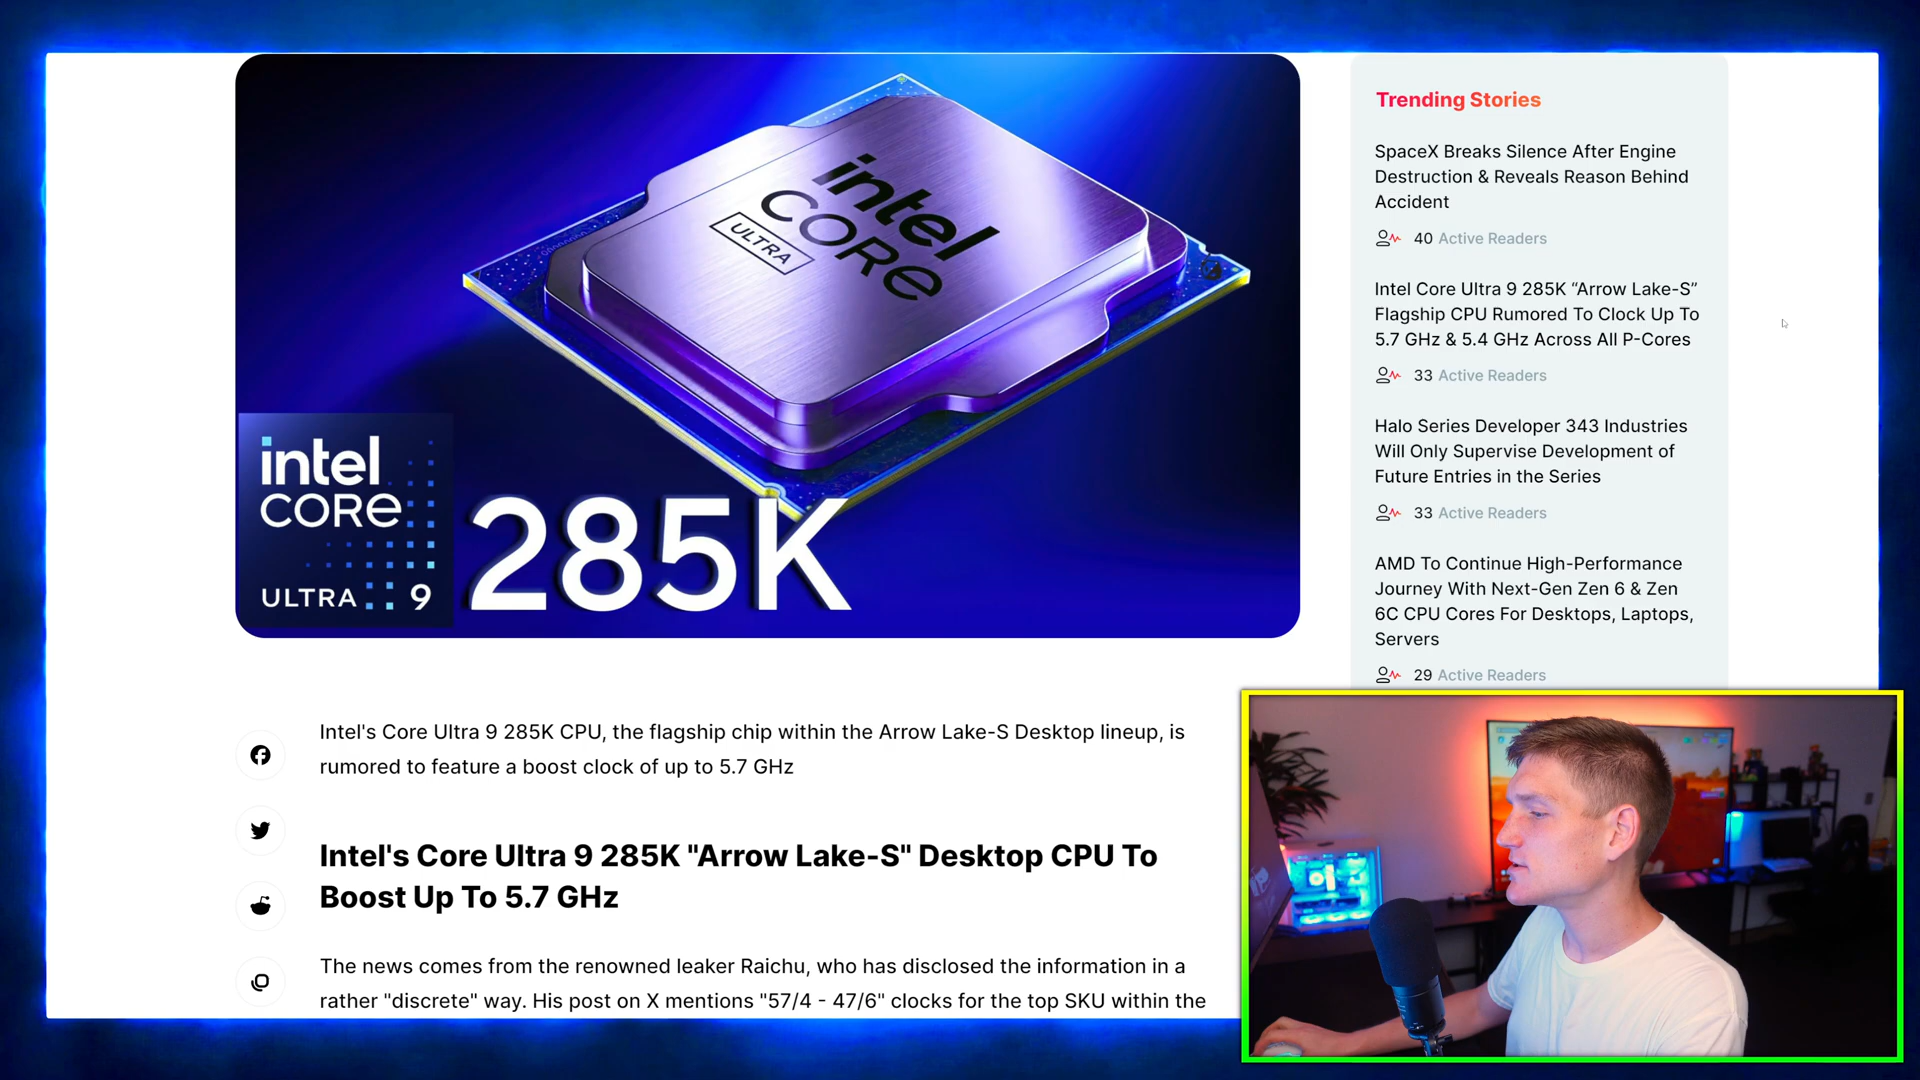 intel
CORE
ULTRA
intel
CORE
ULTRA 9
285K
Intel's Core Ultra 9 285K CPU, the flagship chip within the Arrow Lake-S Desktop lineup, is
rumored to feature a boost clock of up to 5.7 GHz
Intel's Core Ultra 9 285K "Arrow Lake-S" Desktop CPU To
Boost Up To 5.7 GHz
The news comes from the renowned leaker Raichu, who has disclosed the information in a
rather "discrete" way. His post on X mentions "57/4 - 47/6" clocks for the top SKU within the
Trending Stories
SpaceX Breaks Silence After Engine
Destruction & Reveals Reason Behind
Accident
40 Active Readers
Intel Core Ultra 9 285K “Arrow Lake-S”
Flagship CPU Rumored To Clock Up To
5.7 GHz & 5.4 GHz Across All P-Cores
33 Active Readers
Halo Series Developer 343 Industries
Will Only Supervise Development of
Future Entries in the Series
33 Active Readers
AMD To Continue High-Performance
Journey With Next-Gen Zen 6 & Zen
6C CPU Cores For Desktops, Laptops,
Servers
29 Active Readers